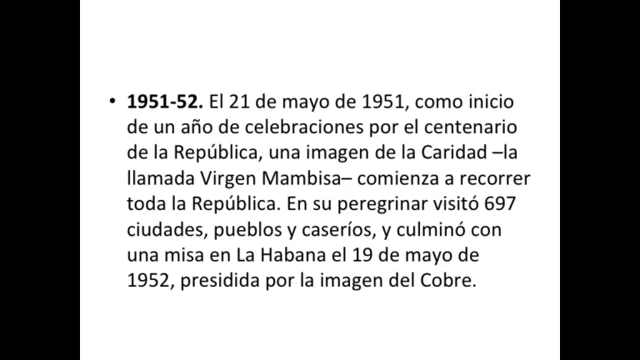 • 1951-52. El 21 de mayo de 1951, como inicio
de un año de celebraciones por el centenario
de la República, una imagen de la Caridad –la
llamada Virgen Mambisa– comienza a recorrer
toda la República. En su peregrinar visitó 697
ciudades, pueblos y caseríos, y culminó con
una misa en La Habana el 19 de mayo de
1952, presidida por la imagen del Cobre.